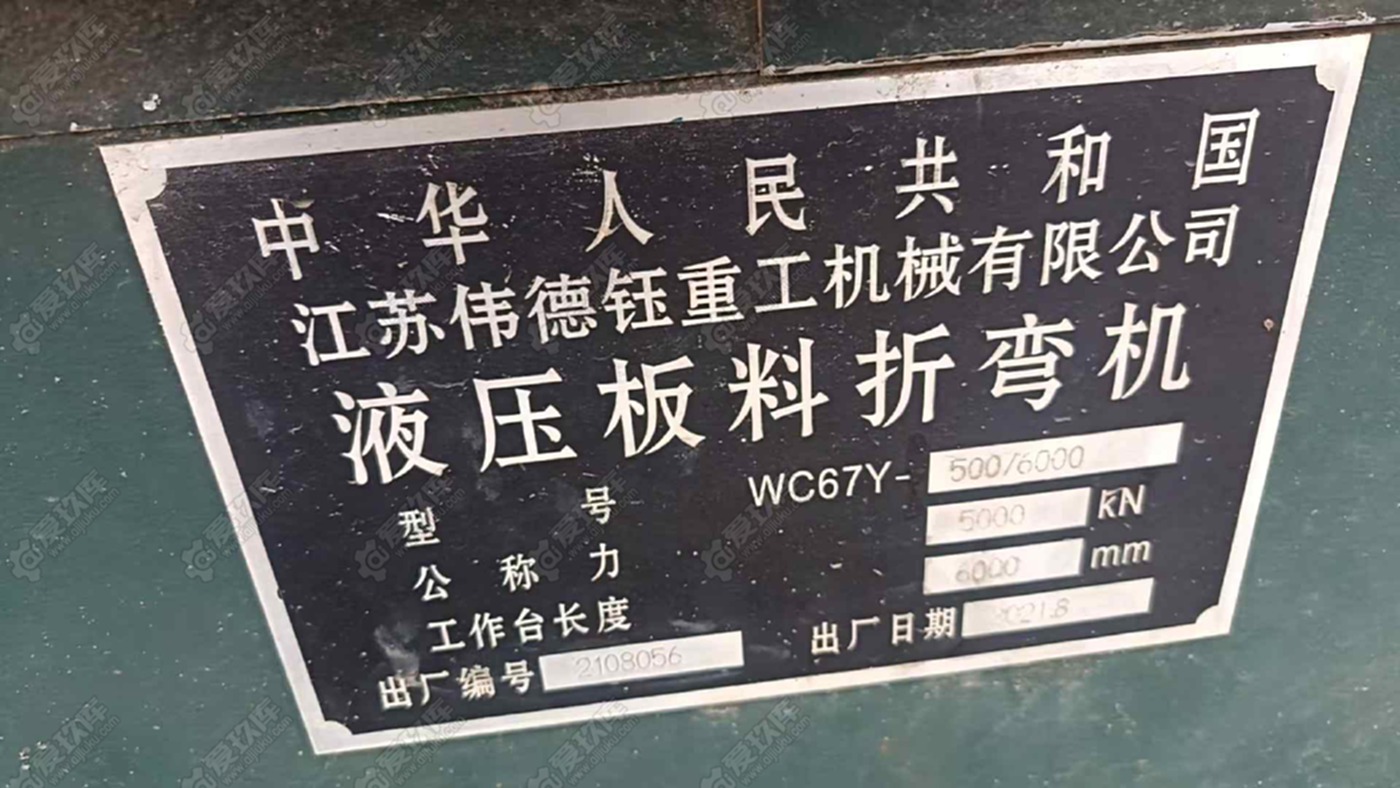 中华人民共和国
江苏伟德钰重工机械有限公司
液压板料折弯机
型号 WC67Y-500/6000
公称力 5000 KN
工作台长度 6000 mm
出厂编号 2108056 出厂日期 2021.8